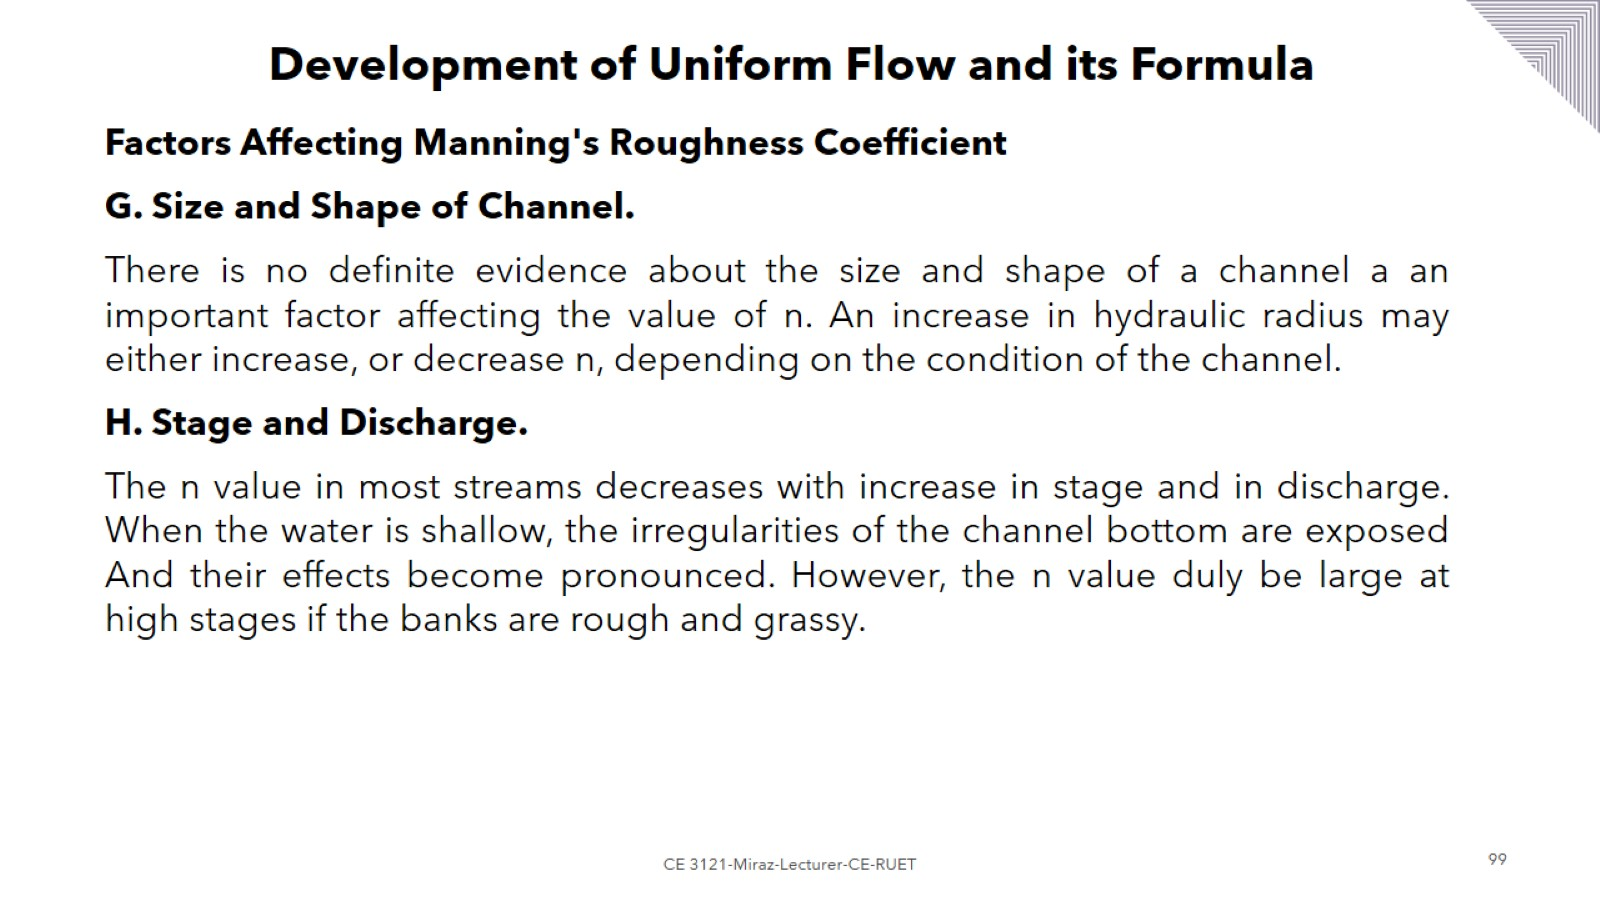 Development of Uniform Flow and its Formula
Factors Affecting Manning's Roughness Coefficient
G. Size and Shape of Channel.
There is no definite evidence about the size and shape of a channel a an
important factor affecting the value of n. An increase in hydraulic radius may
either increase, or decrease n, depending on the condition of the channel.
H. Stage and Discharge.
The n value in most streams decreases with increase in stage and in discharge.
When the water is shallow, the irregularities of the channel bottom are exposed
And their effects become pronounced. However, the n value duly be large at
high stages if the banks are rough and grassy.
CE 3121-Miraz-Lecturer-CE-RUET
99